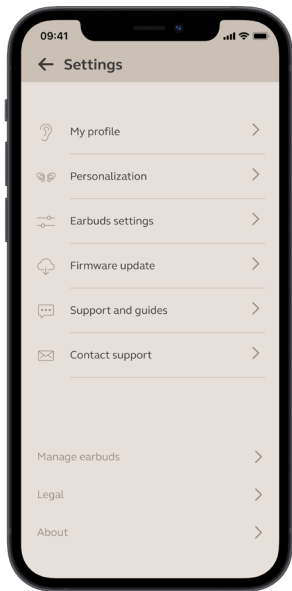 09:41
Settings
My profile
Personalization
Earbuds settings
Firmware update
Support and guides
Contact support
Manage earbuds
Legal
About